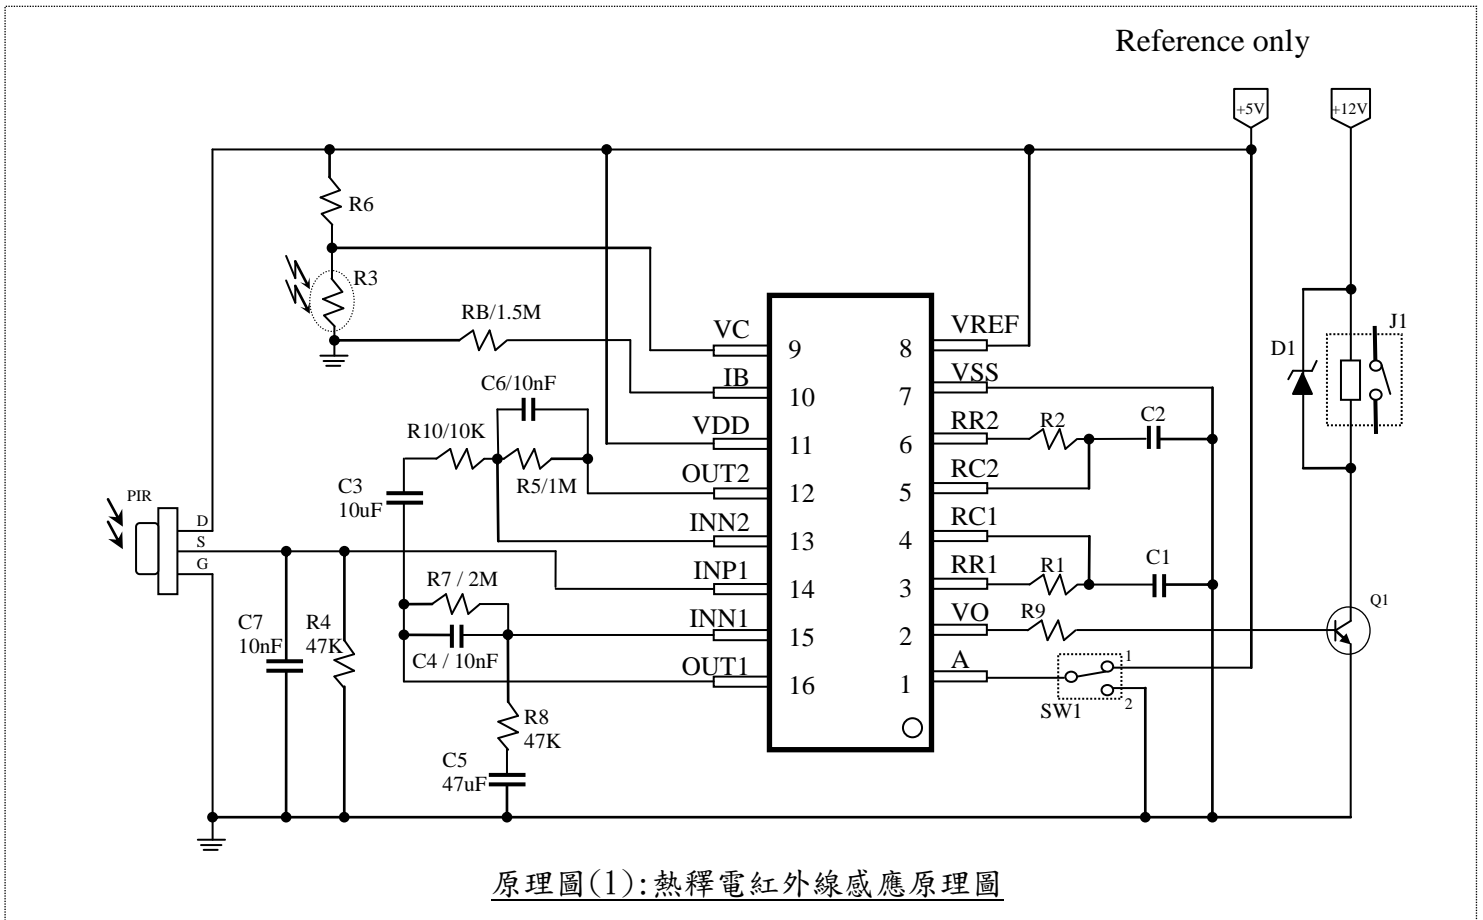 Reference only
+5V
+12V
R6
R3
RB/1.5M
VC
9
8
VREF
J1
D1
IB
10
7
VSS
C6/10nF
R10/10K
VDD
11
6
RR2
R2
C2
R5/1M
OUT2
12
5
RC2
C3
10uF
PIR
D
S
G
INN2
13
4
RC1
INP1
14
3
RR1
R1
C1
R7 / 2M
C7
10nF
R4
47K
INN1
15
2
VO
R9
Q1
C4 / 10nF
OUT1
16
1
A
1
2
SW1
R8
47K
C5
47uF
原理圖(1):熱釋電紅外線感應原理圖